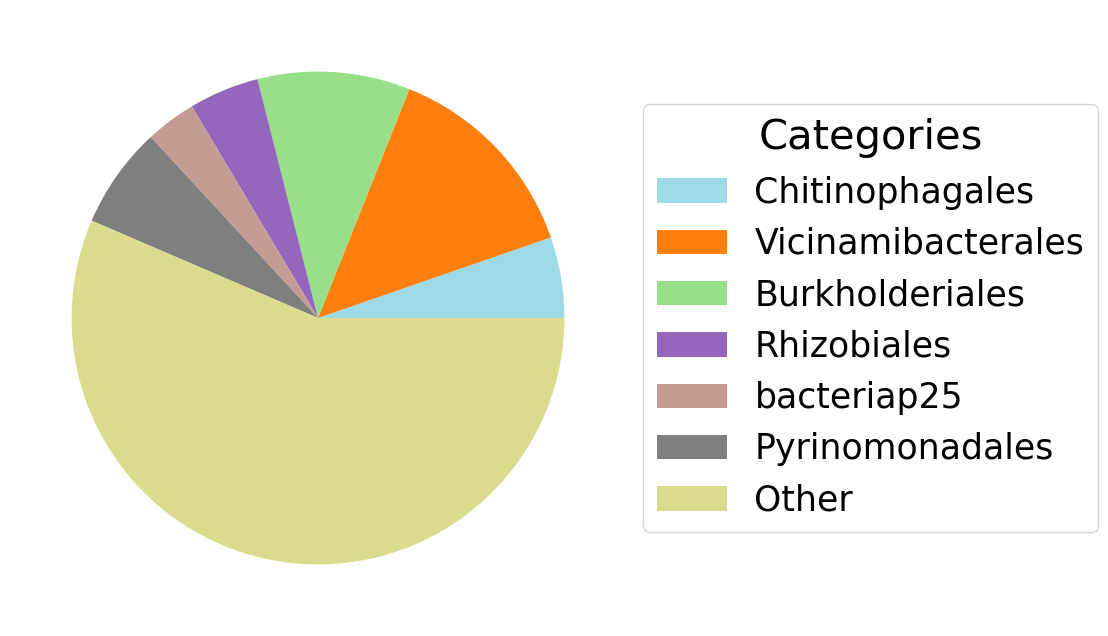 Categories
Chitinophagales
Vicinamibacterales
Burkholderiales
Rhizobiales
bacteriap25
Pyrinomonadales
Other